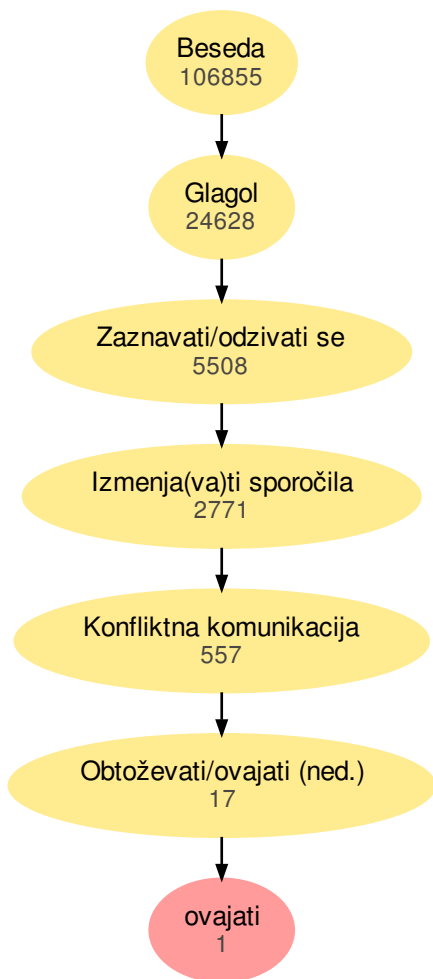 Beseda
106855
Glagol
24628
Zaznavati/odzivati se
5508
Izmenja(va)ti sporočila
2771
Konfliktna komunikacija
557
Obtoževati/ovajati (ned.)
17
ovajati
1